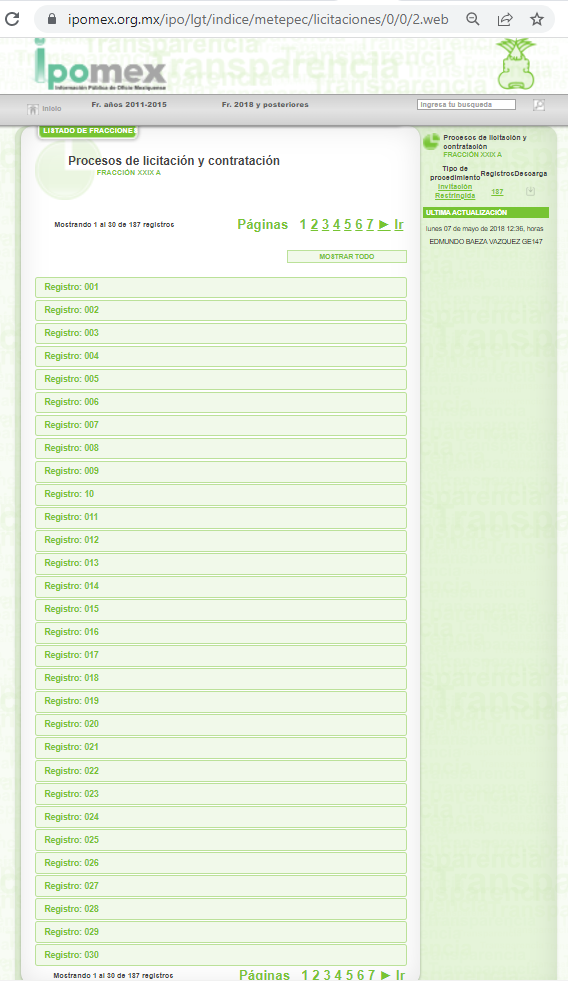 ipomex.org.mx/ipo/lgt/indice/metepec/licitaciones/0/0/2.web
Transparencia
ipomex
Información Pública de Oficio Mexiquense
Inicio
Fr. años 2011-2015
Fr. 2018 y posteriores
Ingresa tu busqueda
LISTADO DE FRACCIONES
Procesos de licitación y contratación
FRACCIÓN XXIX A
Mostrando 1 al 30 de 187 registros
Páginas 1 2 3 4 5 6 7 ► Ir
MOSTRAR TODO
Registro: 001
Registro: 002
Registro: 003
Registro: 004
Registro: 005
Registro: 006
Registro: 007
Registro: 008
Registro: 009
Registro: 10
Registro: 011
Registro: 012
Registro: 013
Registro: 014
Registro: 015
Registro: 016
Registro: 017
Registro: 018
Registro: 019
Registro: 020
Registro: 021
Registro: 022
Registro: 023
Registro: 024
Registro: 025
Registro: 026
Registro: 027
Registro: 028
Registro: 029
Registro: 030
Mostrando 1 al 30 de 187 registros
Páginas 1 2 3 4 5 6 7 ► Ir
Procesos de licitación y
contratación
FRACCIÓN XXIX A
Tipo de
procedimiento
Registros
Descarga
Invitación
Restringida
187
ULTIMA ACTUALIZACIÓN
lunes 07 de mayo de 2018 12:36, horas
EDMUNDO BAEZA VAZQUEZ GE147